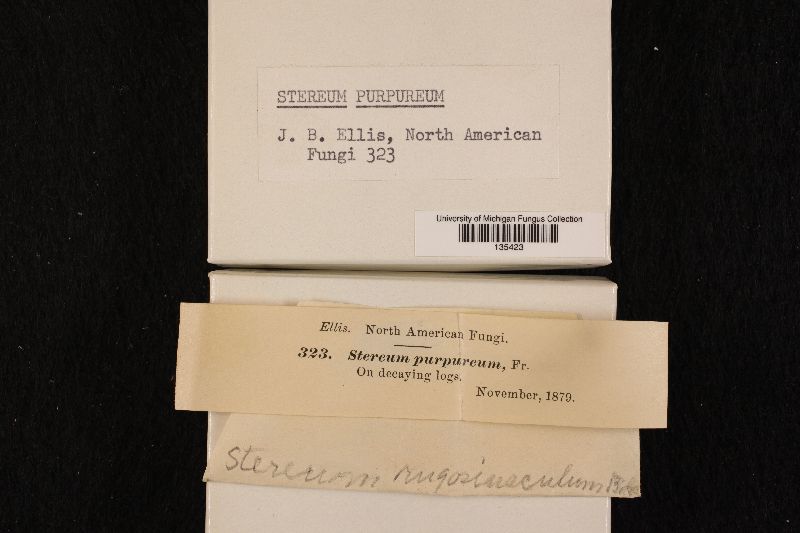 STEREUM PURPUREUM
J. B. Ellis, North American
Fungi 323
University of Michigan Fungus Collection
135423
Ellis. North American Fungi.
323. Stereum purpureum, Fr.
On decaying logs.
November, 1879.
Stereum rugosiusculum